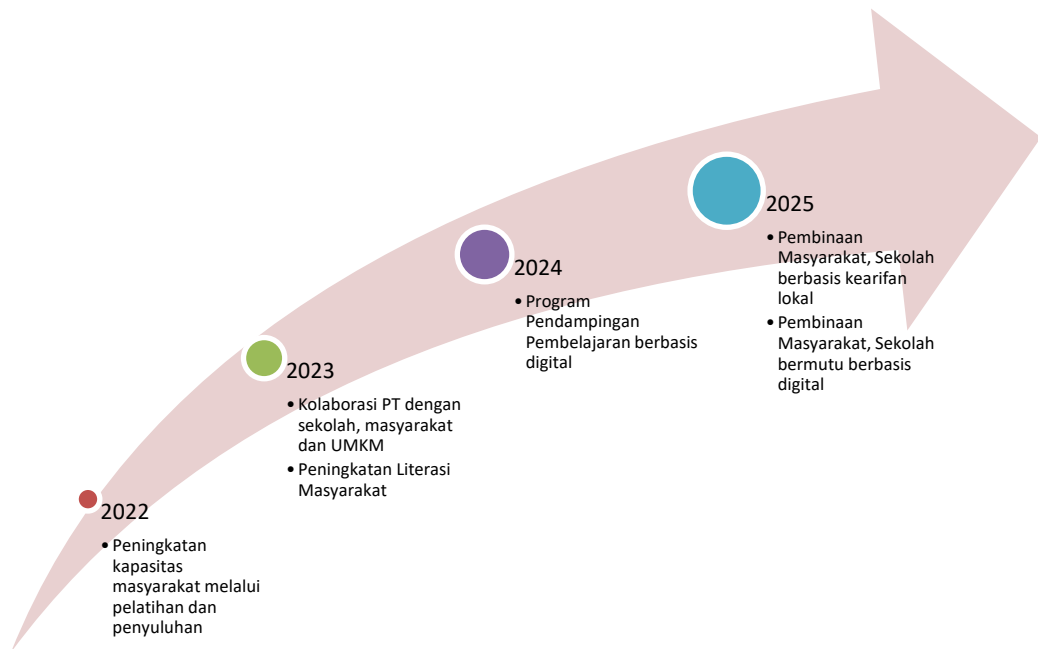 2022
• Peningkatan
kapasitas
masyarakat melalui
pelatihan dan
penyuluhan
2023
• Kolaborasi PT dengan
sekolah, masyarakat
dan UMKM
• Peningkatan Literasi
Masyarakat
2024
• Program
Pendampingan
Pembelajaran berbasis
digital
2025
• Pembinaan
Masyarakat, Sekolah
berbasis kearifan
lokal
• Pembinaan
Masyarakat, Sekolah
bermutu berbasis
digital